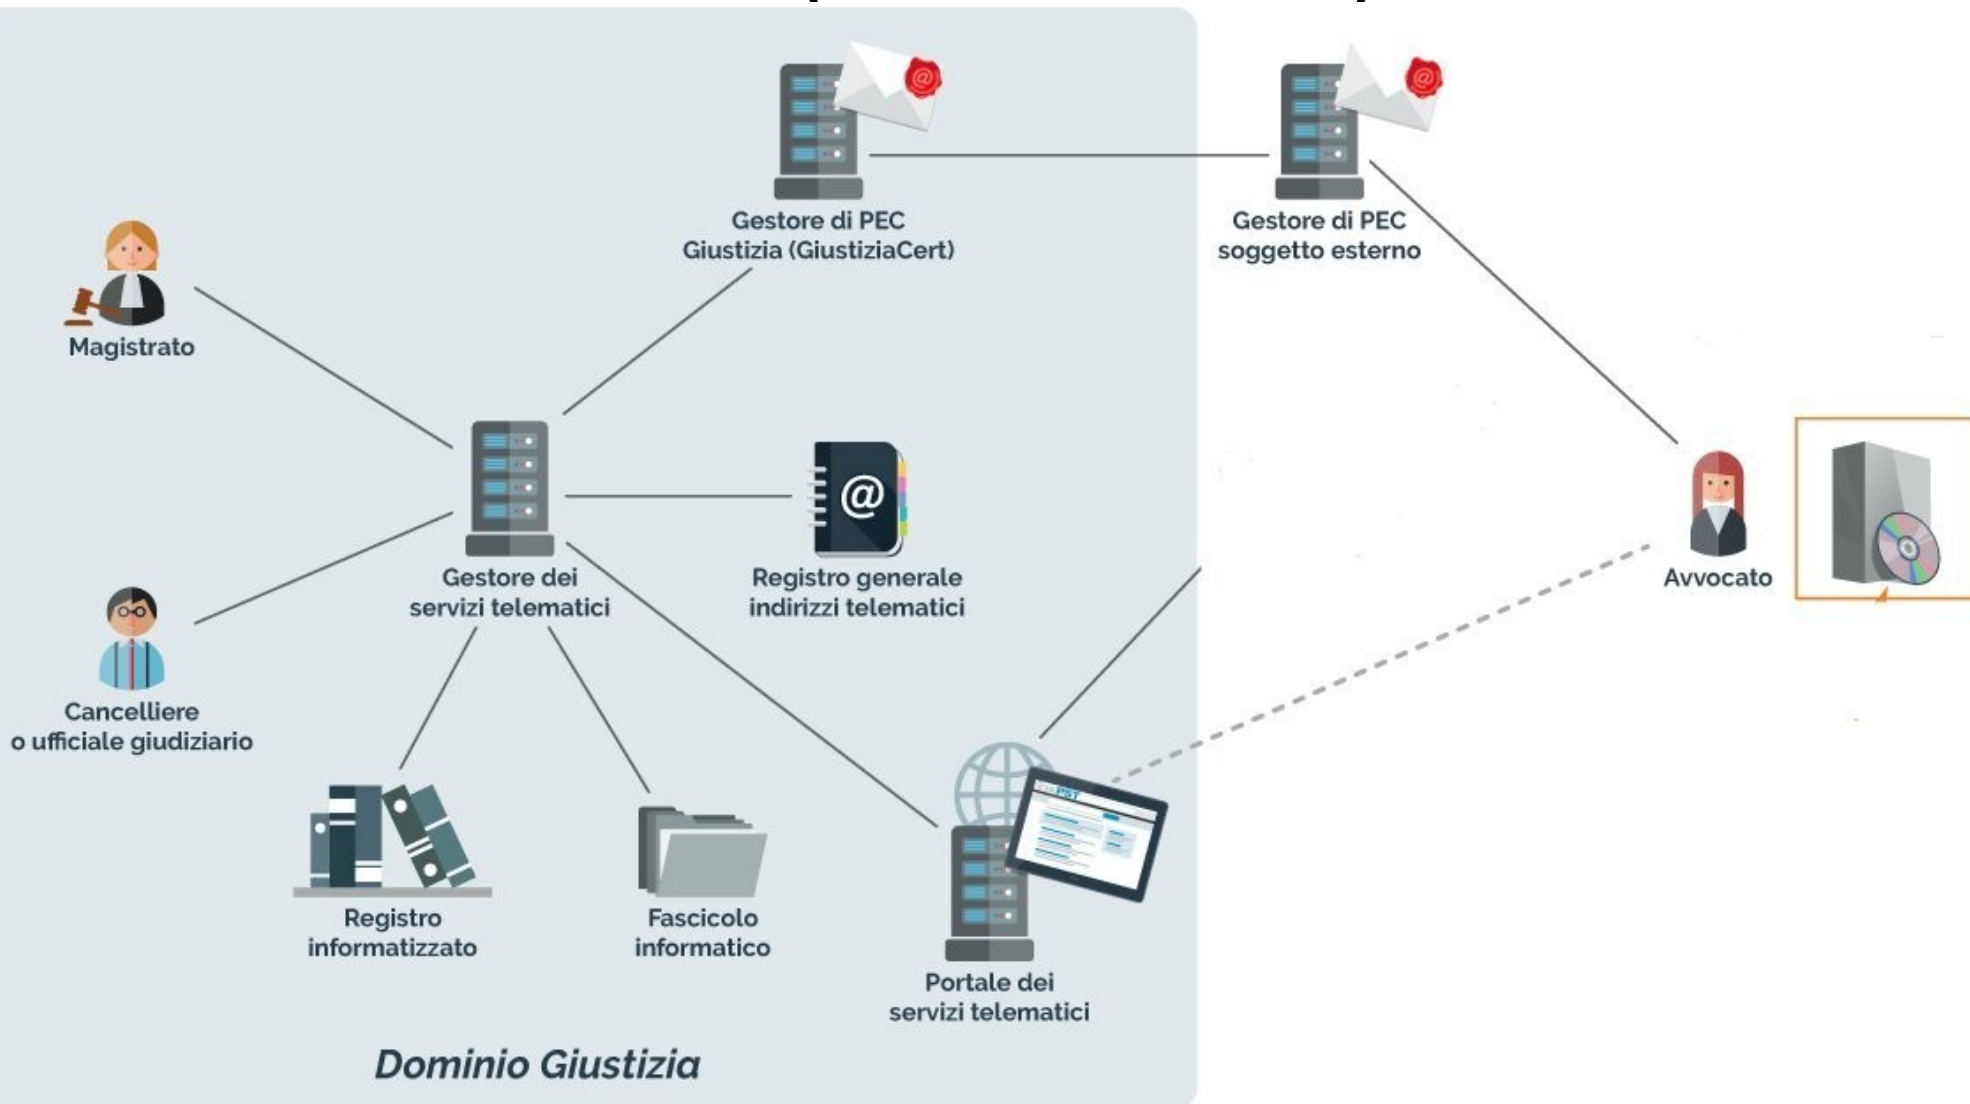 Gestore di PEC
Giustizia (GiustiziaCert)
Gestore di PEC
soggetto esterno
Magistrato
@
Gestore dei
servizi telematici
Registro generale
indirizzi telematici
Avvocato
Cancelliere
o ufficiale giudiziario
PST
Registro
informatizzato
Fascicolo
informatico
Portale dei
servizi telematici
Dominio Giustizia